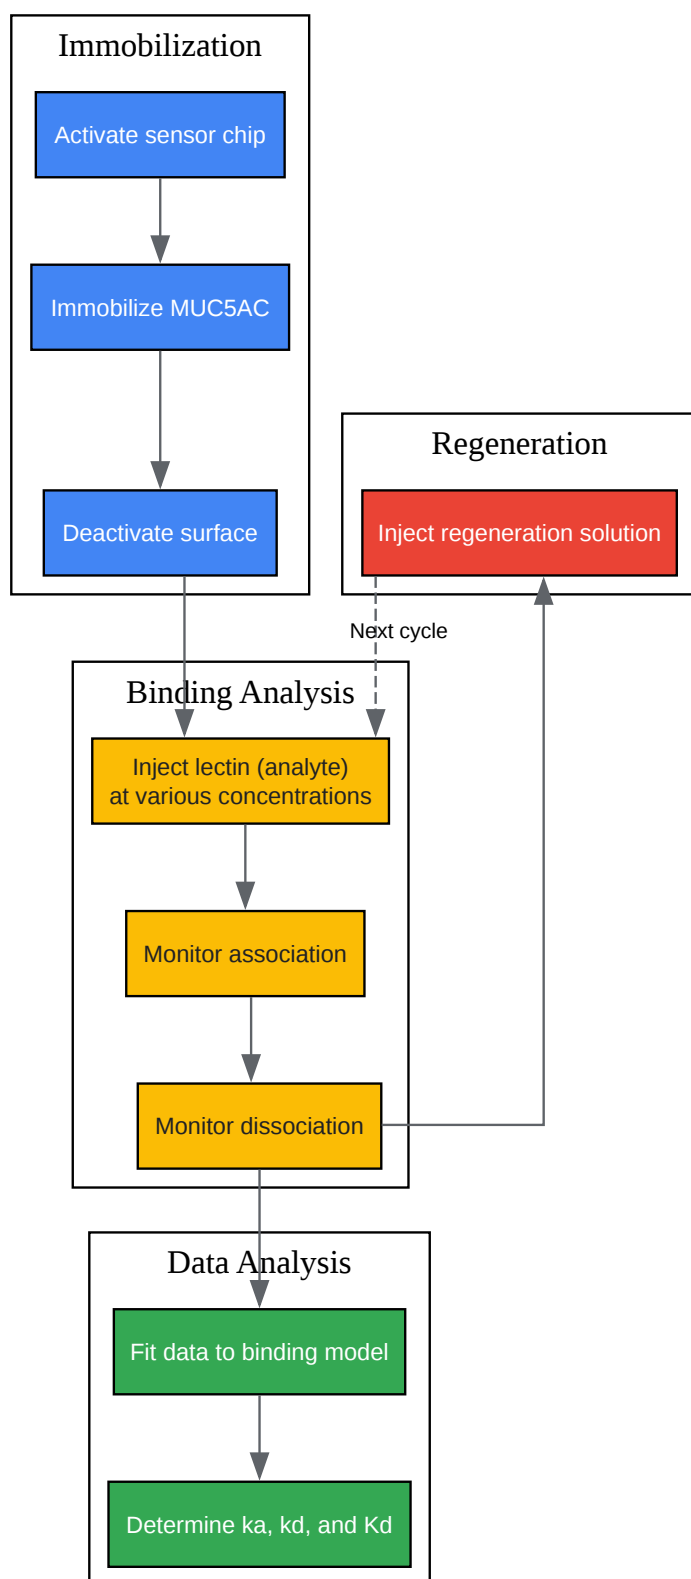 Immobilization
Activate sensor chip
Immobilize MUC5AC
Deactivate surface
Regeneration
Inject regeneration solution
Next cycle
Binding Analysis
Inject lectin (analyte)
at various concentrations
Monitor association
Monitor dissociation
Data Analysis
Fit data to binding model
Determine ka, kd, and Kd